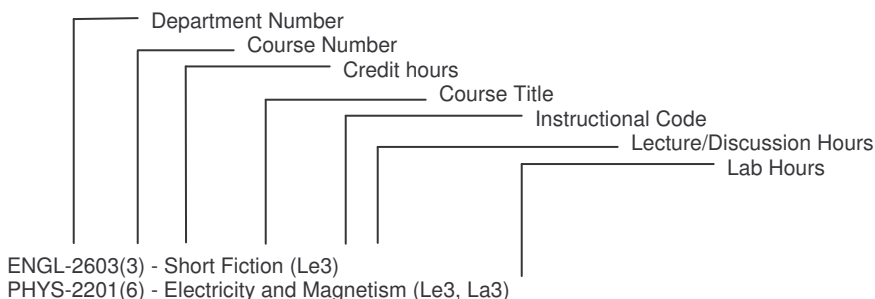 Department Number
Course Number
Credit hours
Course Title
Instructional Code
Lecture/Discussion Hours
Lab Hours
ENGL-2603(3) - Short Fiction (Le3)
PHYS-2201(6) - Electricity and Magnetism (Le3, La3)